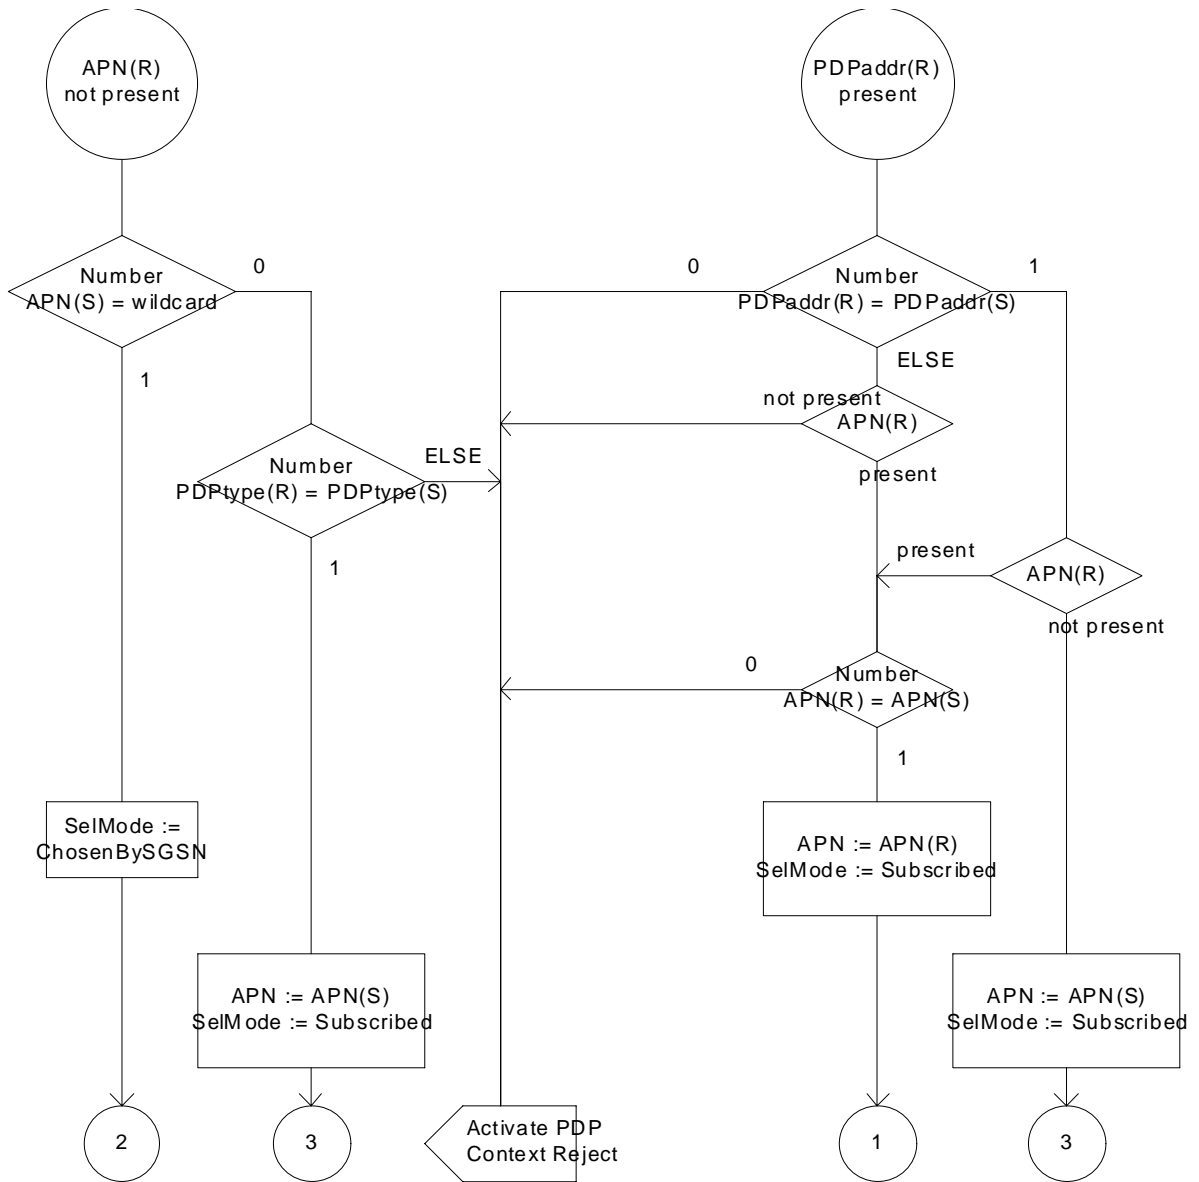 APN(R)
not present
PDPaddr(R)
present
Number
APN(S) = wildcard
0
1
0
Number
PDPaddr(R) = PDPaddr(S)
1
ELSE
not present
APN(R)
present
Number
PDPtype(R) = PDPtype(S)
ELSE
1
present
APN(R)
not present
0
Number
APN(R) = APN(S)
1
SelMode :=
ChosenBySGSN
APN := APN(R)
SelMode := Subscribed
APN := APN(S)
SelMode := Subscribed
APN := APN(S)
SelMode := Subscribed
2
3
Activate PDP
Context Reject
1
3